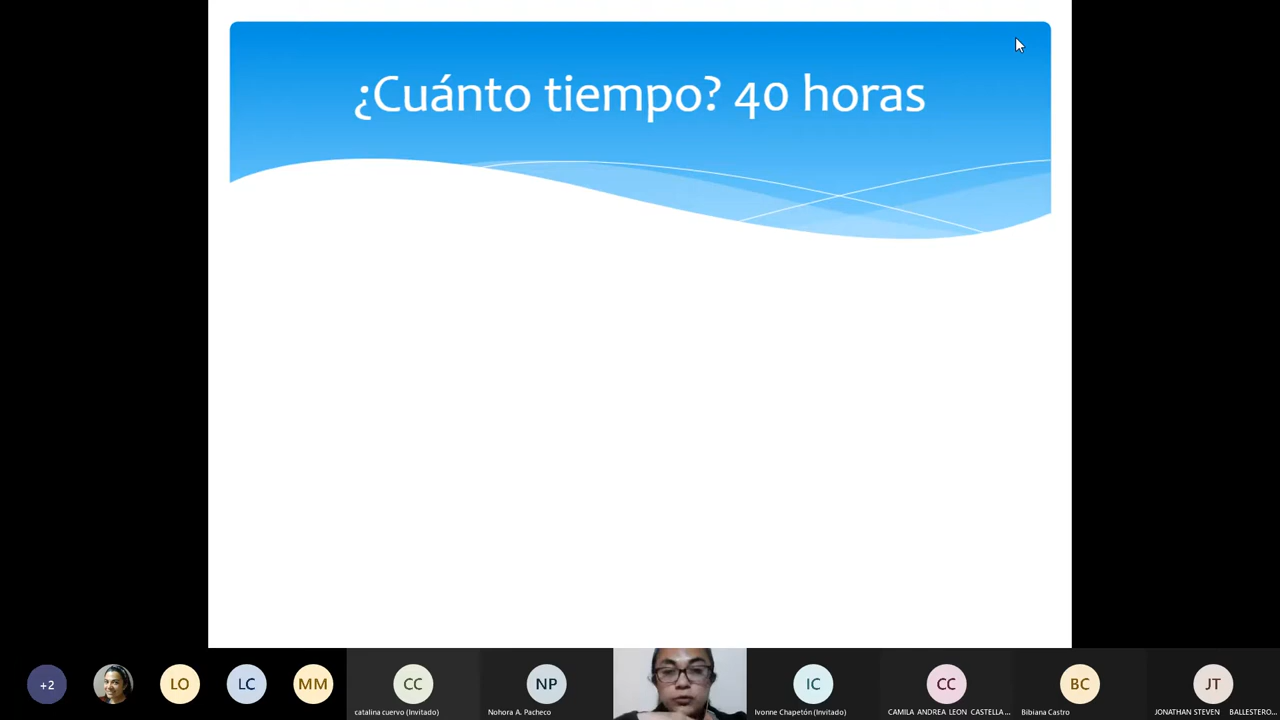 ¿Cuánto tiempo? 40 horas
+2
LO
LC
MM
CC
catalina cuervo (Invitado)
NP
Nohora A. Pacheco
IC
Ivonne Chapetón (Invitado)
CC
CAMILA ANDREA LEON CASTELLA ...
BC
Bibiana Castro
JT
JONATHAN STEVEN BALLESTERO...